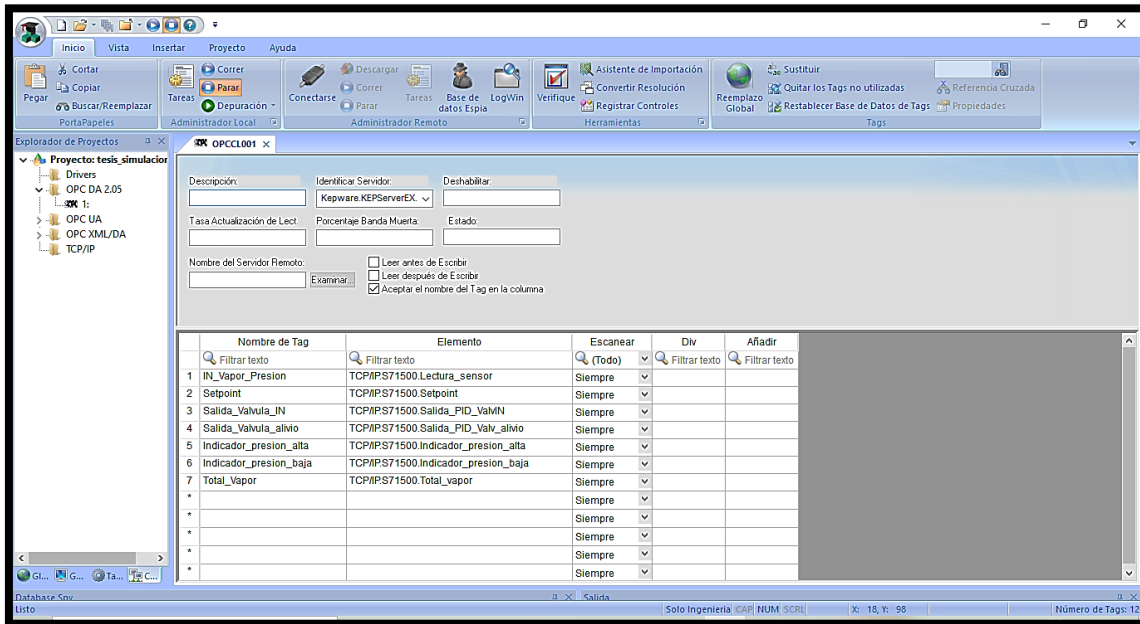 Inicio Vista Insertar Proyecto Ayuda
Pegar
Cortar
Copiar
Buscar/Reemplazar
PortaPapeles
Tareas
Correr
Parar
Depuración
Administrador Local
Conectarse
Descargar
Correr
Parar
Tareas
Base de datos Espia
LogWin
Administrador Remoto
Verifique
Asistente de Importación
Convertir Resolución
Registrar Controles
Herramientas
Reemplazo Global
Sustituir
Quitar los Tags no utilizadas
Restablecer Base de Datos de Tags
Referencia Cruzada
Propiedades
Tags
Explorador de Proyectos
Proyecto: tesis_simulacior
Drivers
OPC DA 2.05
1:
OPC UA
OPC XML/DA
TCP/IP
Gl... G... Ta... C...
OPCCL001
Descripción: Identificar Servidor: Deshabilitar:
Kepware.KEPServerEX.
Tasa Actualización de Lect. Porcentaje Banda Muerta: Estado:
Nombre del Servidor Remoto:
Examinar...
Leer antes de Escribir
Leer después de Escribir
Aceptar el nombre del Tag en la columna
Nombre de Tag Elemento Escanear Div Añadir
Filtrar texto Filtrar texto (Todo) Filtrar texto Filtrar texto
1 IN_Vapor_Presion TCP/IP.S71500.Lectura_sensor Siempre
2 Setpoint TCP/IP.S71500.Setpoint Siempre
3 Salida_Valvula_IN TCP/IP.S71500.Salida_PID_ValvIN Siempre
4 Salida_Valvula_alivio TCP/IP.S71500.Salida_PID_Valv_alivio Siempre
5 Indicador_presion_alta TCP/IP.S71500.Indicador_presion_alta Siempre
6 Indicador_presion_baja TCP/IP.S71500.Indicador_presion_baja Siempre
7 Total_Vapor TCP/IP.S71500.Total_vapor Siempre
* Siempre
* Siempre
* Siempre
* Siempre
* Siempre
Database Spy Salida
Listo Solo Ingenieria CAP NUM SCRL X: 18, Y: 98 Número de Tags: 12